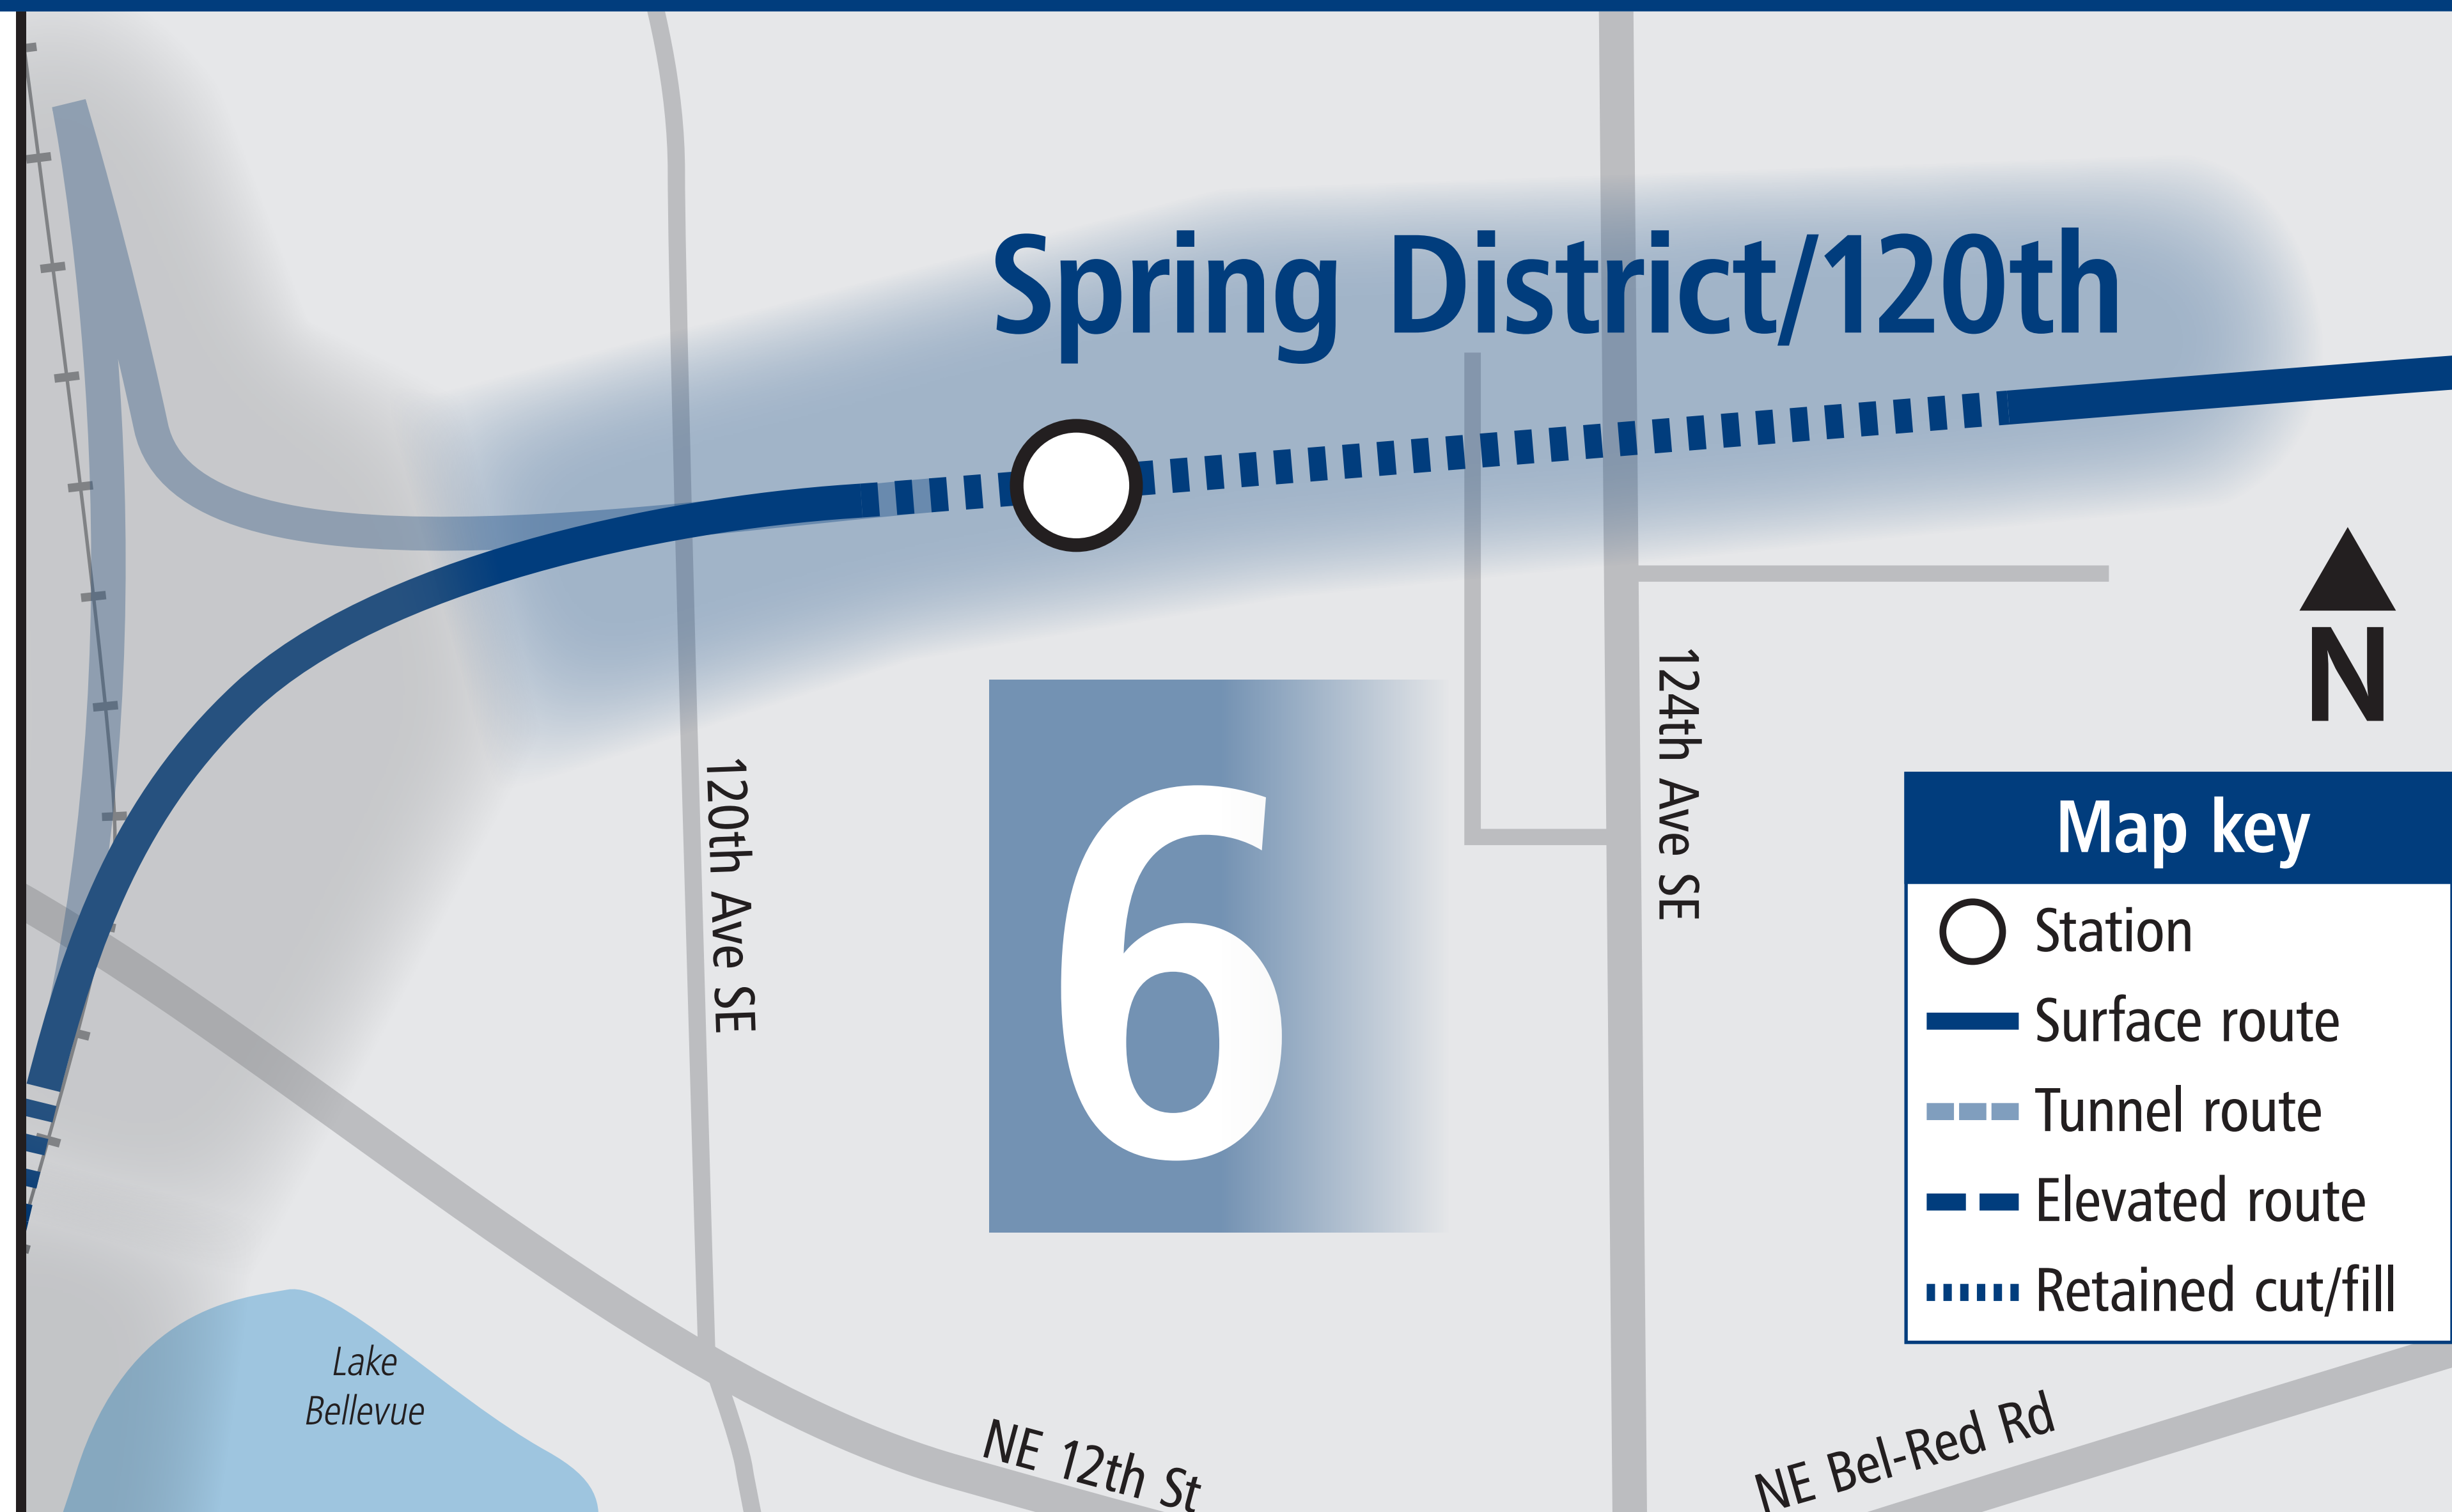 Spring District/120th
N
124th Ave SE
120th Ave SE
6
Map key
Station
Surface route
Tunnel route
Elevated route
Retained cut/fill
Lake
Bellevue
NE 12th St
NE Bel-Red Rd